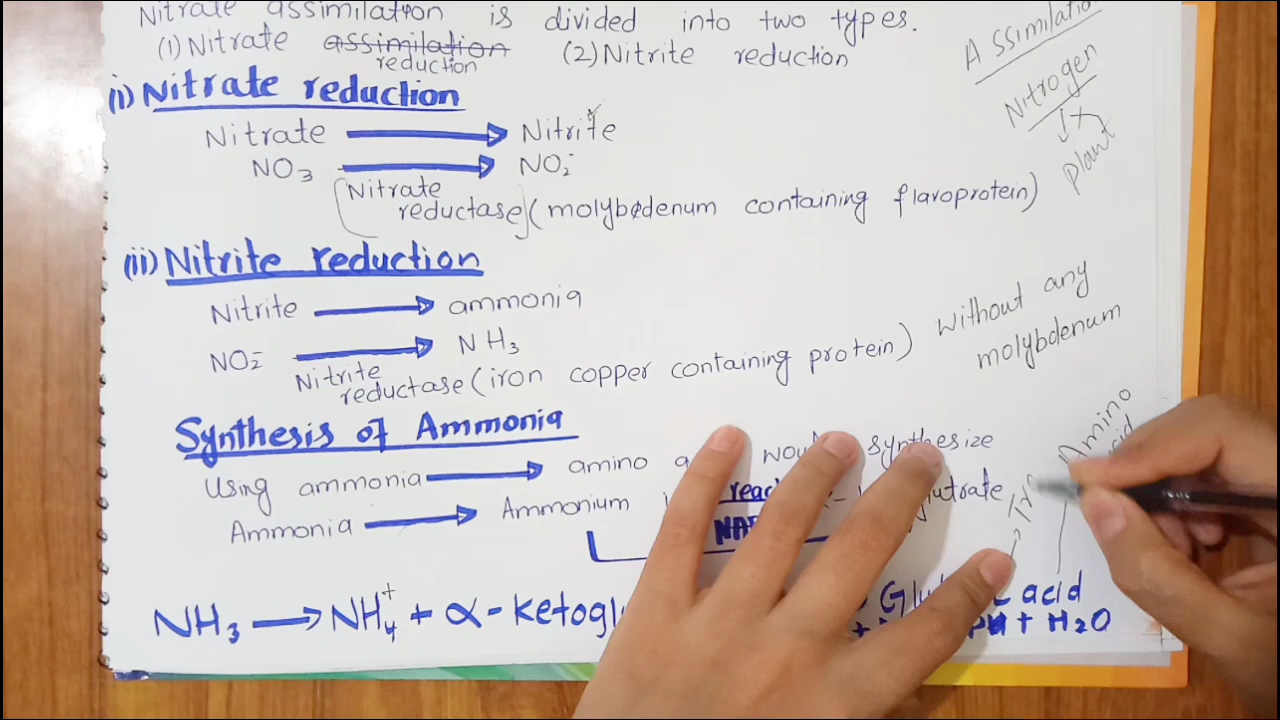 Nitrate assimilation is divided into two types.
(1) Nitrate assimilation (2) Nitrite reduction
reduction
(i) Nitrate reduction
Nitrate → Nitrite
NO3 → NO2-
Nitrate
reductase (molybdenum containing flavoprotein)
(ii) Nitrite reduction
Nitrite → ammonia
NO2- → NH3
Nitrite
reductase (iron copper containing protein)
without any
molybdenum
Synthesis of Ammonia
Using ammonia → amino synthesize
Ammonia → Ammonium
NH3 → NH4+ + α-
acid
+ H2O
Assimilation
Nitrogen
plant
Amino